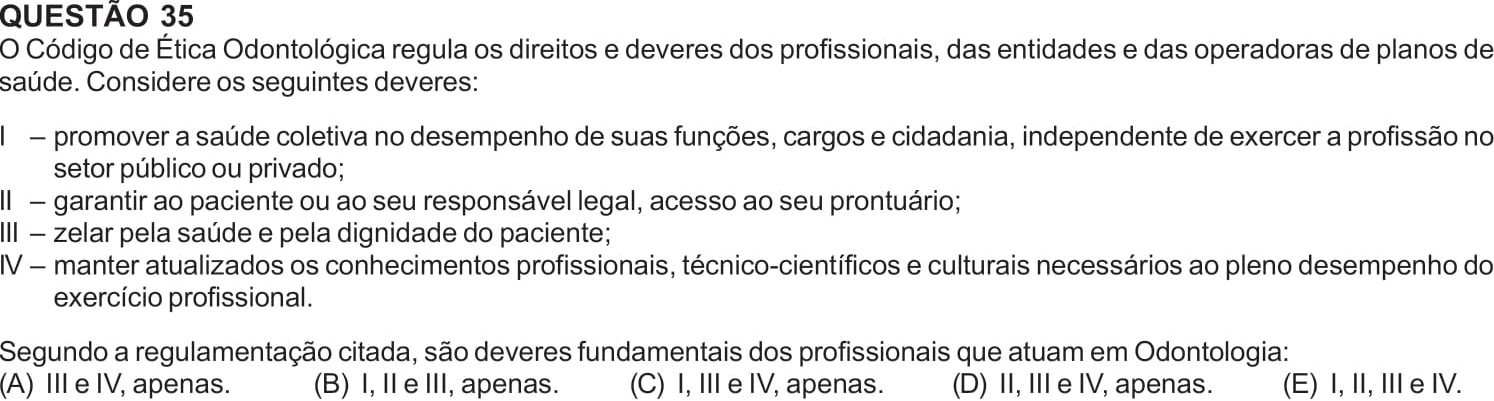 QUESTÃO 35
O Código de Ética Odontológica regula os direitos e deveres dos profissionais, das entidades e das operadoras de planos de
saúde. Considere os seguintes deveres:
I – promover a saúde coletiva no desempenho de suas funções, cargos e cidadania, independente de exercer a profissão no
setor público ou privado;
II – garantir ao paciente ou ao seu responsável legal, acesso ao seu prontuário;
III – zelar pela saúde e pela dignidade do paciente;
IV – manter atualizados os conhecimentos profissionais, técnico-científicos e culturais necessários ao pleno desempenho do
exercício profissional.
Segundo a regulamentação citada, são deveres fundamentais dos profissionais que atuam em Odontologia:
(A) III e IV, apenas. (B) I, II e III, apenas. (C) I, III e IV, apenas. (D) II, III e IV, apenas. (E) I, II, III e IV.